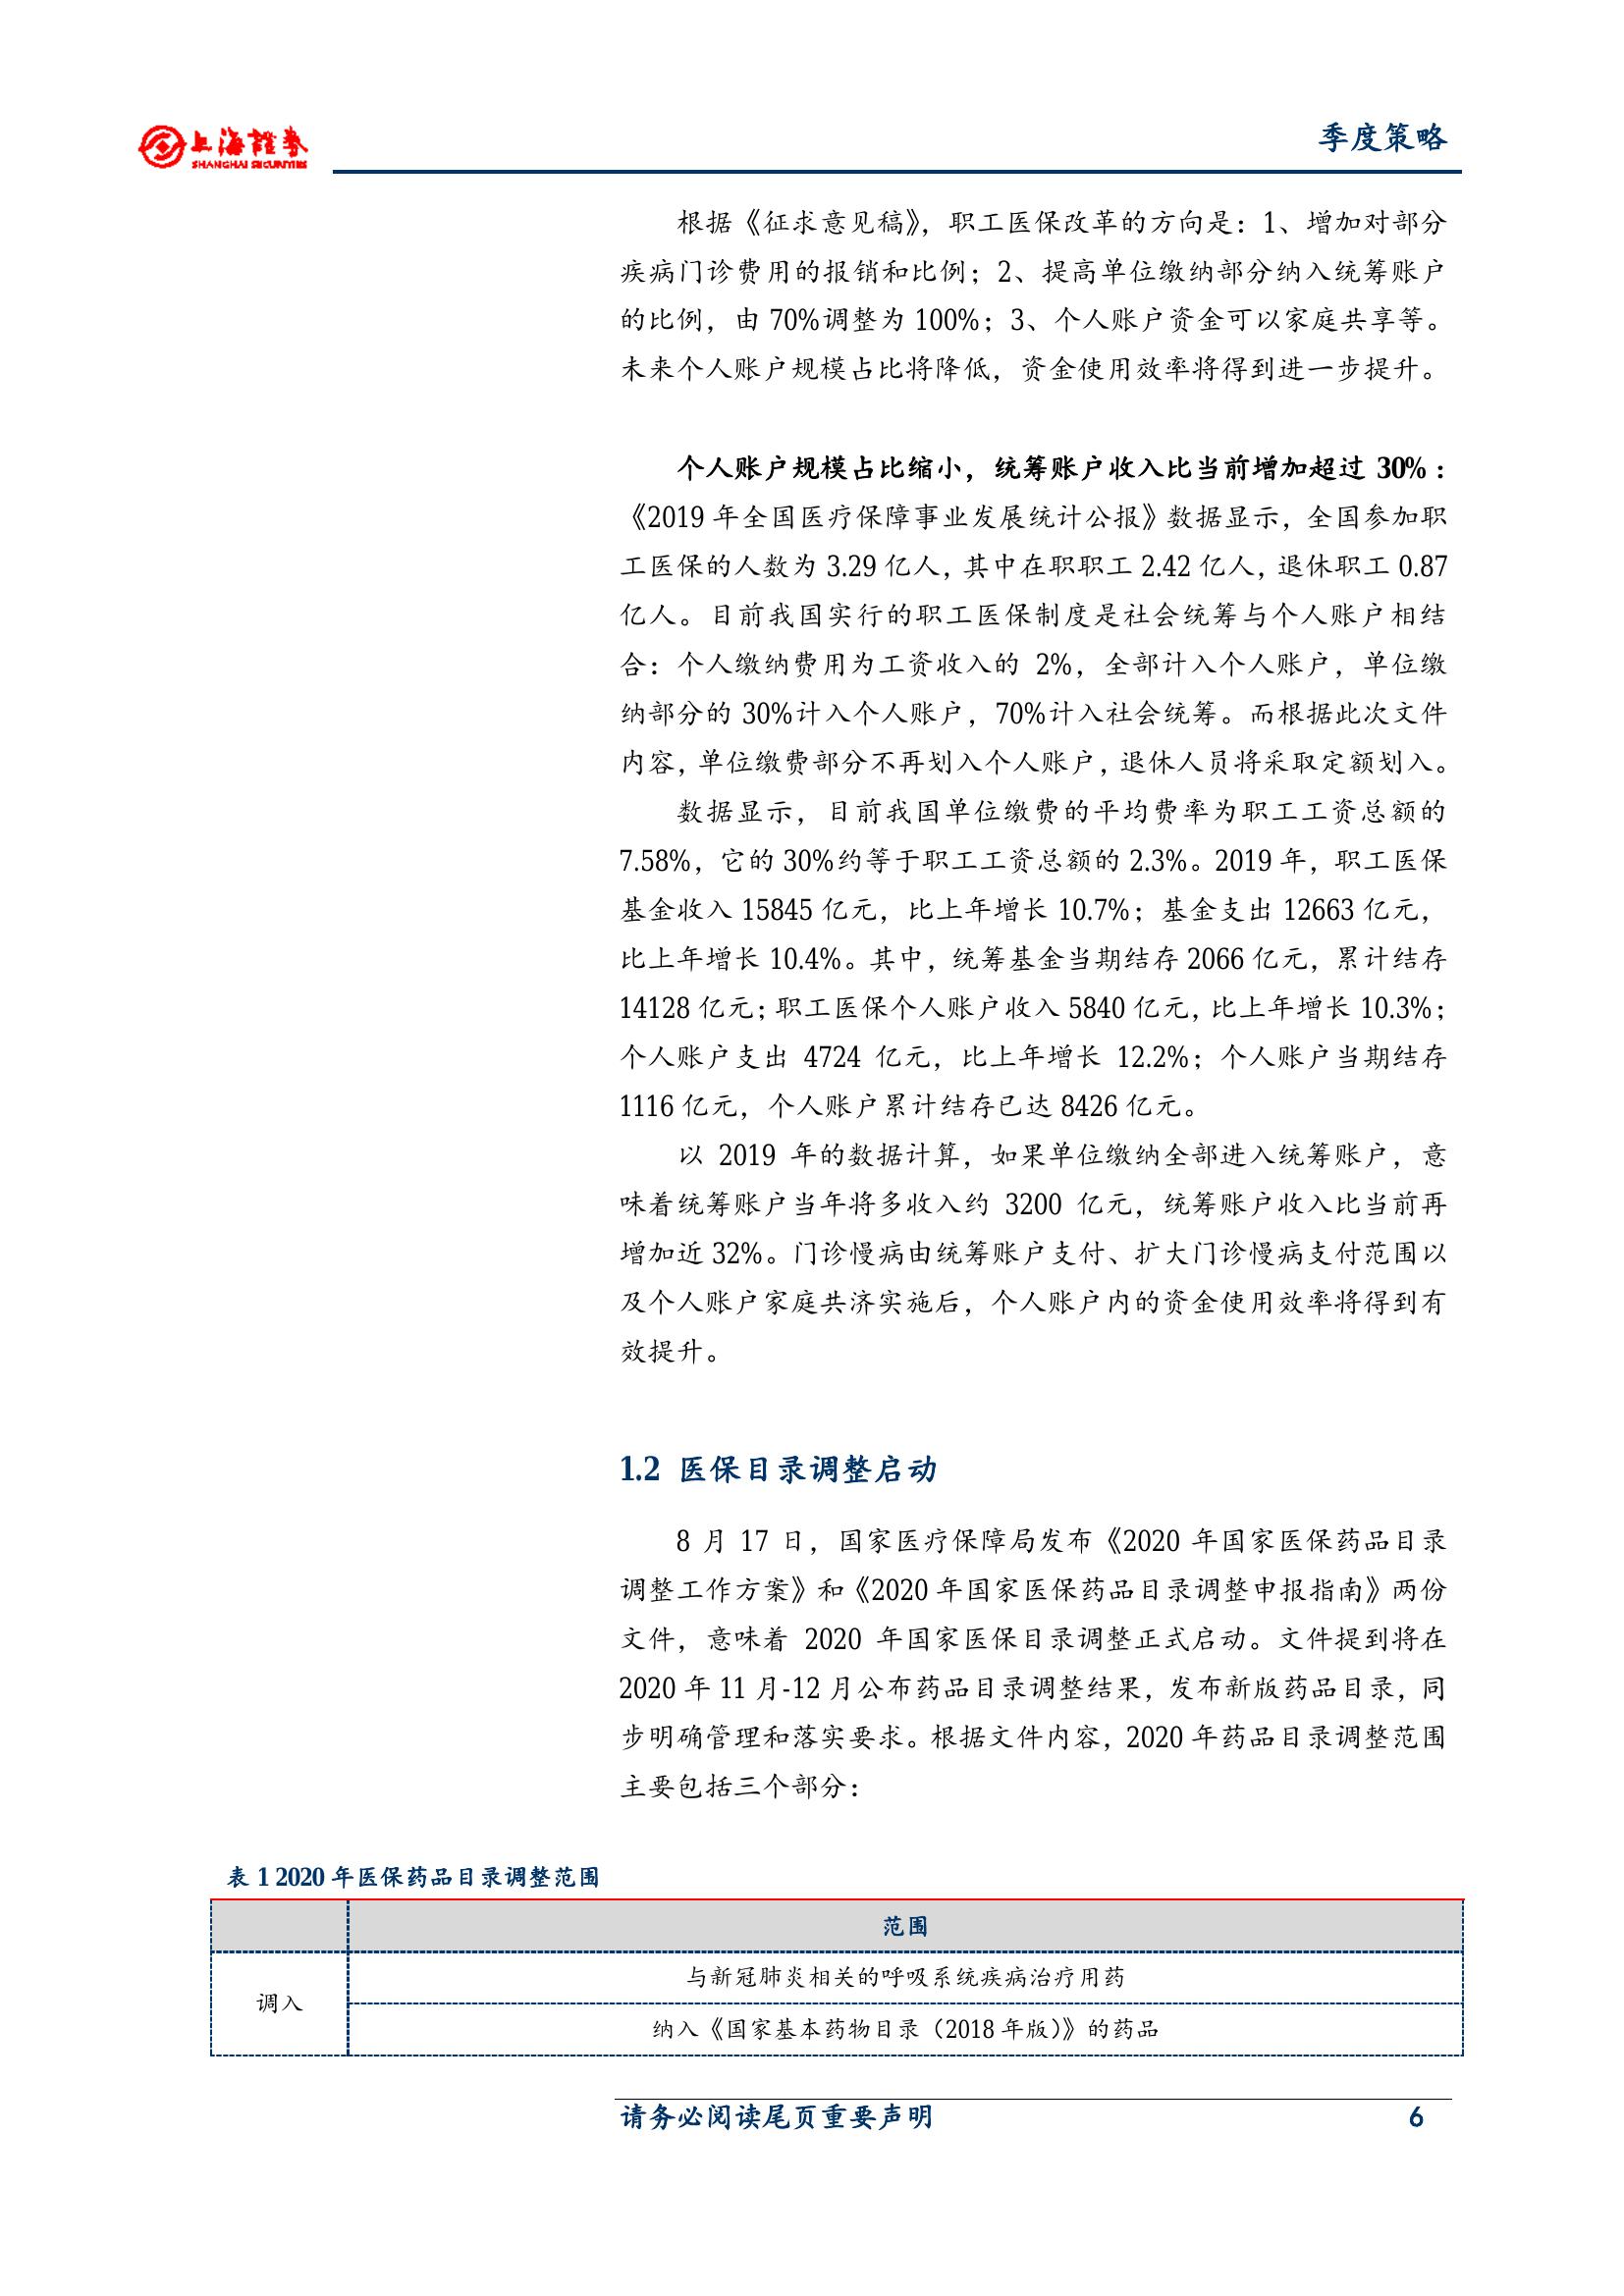 上海證券
SHANGHAI SECURITIES
季度策略
根据《征求意见稿》，职工医保改革的方向是：1、增加对部分
疾病门诊费用的报销和比例；2、提高单位缴纳部分纳入统筹账户
的比例，由 70%调整为 100%；3、个人账户资金可以家庭共享等。
未来个人账户规模占比将降低，资金使用效率将得到进一步提升。
个人账户规模占比缩小，统筹账户收入比当前增加超过 30%：
《2019 年全国医疗保障事业发展统计公报》数据显示，全国参加职
工医保的人数为 3.29 亿人，其中在职职工 2.42 亿人，退休职工 0.87
亿人。目前我国实行的职工医保制度是社会统筹与个人账户相结
合：个人缴纳费用为工资收入的 2%，全部计入个人账户，单位缴
纳部分的 30%计入个人账户，70%计入社会统筹。而根据此次文件
内容，单位缴费部分不再划入个人账户，退休人员将采取定额划入。
数据显示，目前我国单位缴费的平均费率为职工工资总额的
7.58%，它的 30%约等于职工工资总额的 2.3%。2019 年，职工医保
基金收入 15845 亿元，比上年增长 10.7%；基金支出 12663 亿元，
比上年增长 10.4%。其中，统筹基金当期结存 2066 亿元，累计结存
14128 亿元；职工医保个人账户收入 5840 亿元，比上年增长 10.3%；
个人账户支出 4724 亿元，比上年增长 12.2%；个人账户当期结存
1116 亿元，个人账户累计结存已达 8426 亿元。
以 2019 年的数据计算，如果单位缴纳全部进入统筹账户，意
味着统筹账户当年将多收入约 3200 亿元，统筹账户收入比当前再
增加近 32%。门诊慢病由统筹账户支付、扩大门诊慢病支付范围以
及个人账户家庭共济实施后，个人账户内的资金使用效率将得到有
效提升。
1.2 医保目录调整启动
8 月 17 日，国家医疗保障局发布《2020 年国家医保药品目录
调整工作方案》和《2020 年国家医保药品目录调整申报指南》两份
文件，意味着 2020 年国家医保目录调整正式启动。文件提到将在
2020 年 11 月-12 月公布药品目录调整结果，发布新版药品目录，同
步明确管理和落实要求。根据文件内容，2020 年药品目录调整范围
主要包括三个部分：
表 1 2020 年医保药品目录调整范围
范围
调入
与新冠肺炎相关的呼吸系统疾病治疗用药
纳入《国家基本药物目录（2018 年版）》的药品
请务必阅读尾页重要声明 6